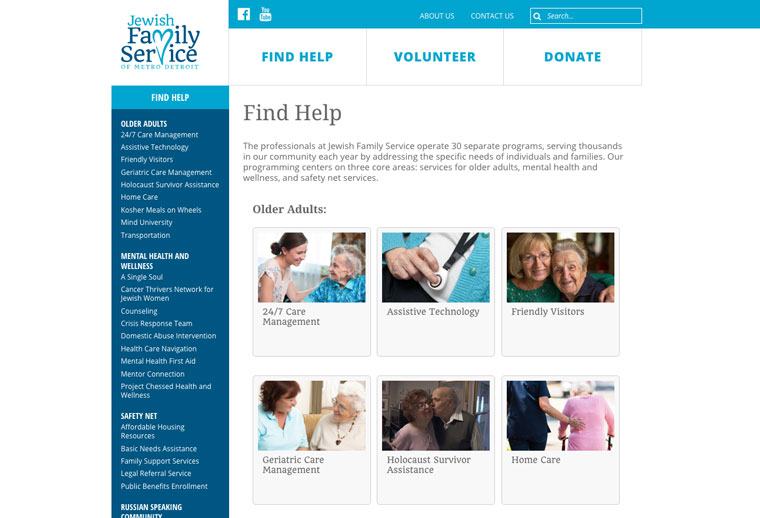 Jewish
Family
Service
OF METRO DETROIT
You
Tube
ABOUT US
CONTACT US
Search...
FIND HELP
VOLUNTEER
DONATE
FIND HELP
OLDER ADULTS
24/7 Care Management
Assistive Technology
Friendly Visitors
Geriatric Care Management
Holocaust Survivor Assistance
Home Care
Kosher Meals on Wheels
Mind University
Transportation
MENTAL HEALTH AND
WELLNESS
A Single Soul
Cancer Thrivers Network for
Jewish Women
Counseling
Crisis Response Team
Domestic Abuse Intervention
Health Care Navigation
Mental Health First Aid
Mentor Connection
Project Chessed Health and
Wellness
SAFETY NET
Affordable Housing
Resources
Basic Needs Assistance
Family Support Services
Legal Referral Service
Public Benefits Enrollment
RUSSIAN SPEAKING
COMMUNITY
Find Help
The professionals at Jewish Family Service operate 30 separate programs, serving thousands
in our community each year by addressing the specific needs of individuals and families. Our
programming centers on three core areas: services for older adults, mental health and
wellness, and safety net services.
Older Adults:
24/7 Care
Management
Assistive Technology
Friendly Visitors
Geriatric Care
Management
Holocaust Survivor
Assistance
Home Care